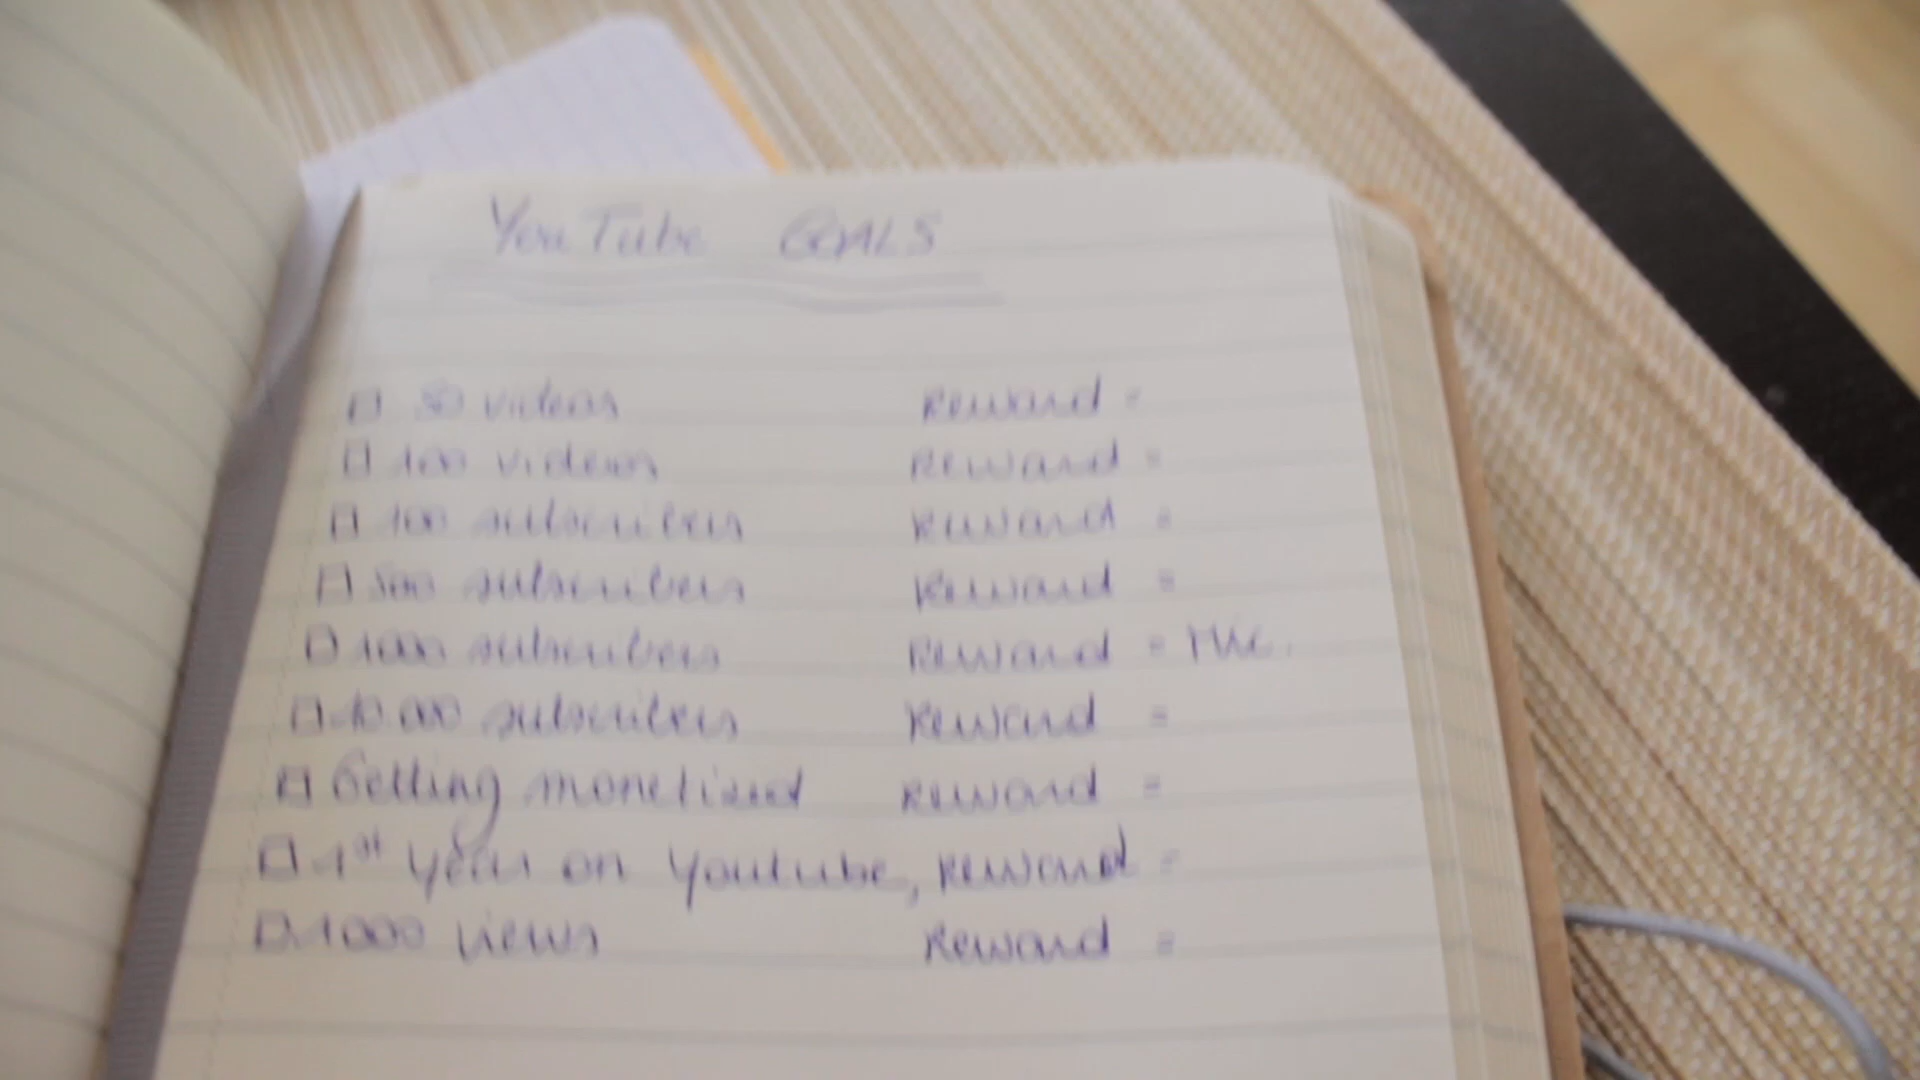 YouTube GOALS
□ 50 videos Reward =
□ 100 videos Reward =
□ 100 subscribers Reward =
□ 500 subscribers Reward =
□ 1000 subscribers Reward = Mic.
□ 10 000 subscribers Reward =
□ Getting monetized Reward =
□ 1st year on Youtube, Reward =
□ 1000 views Reward =